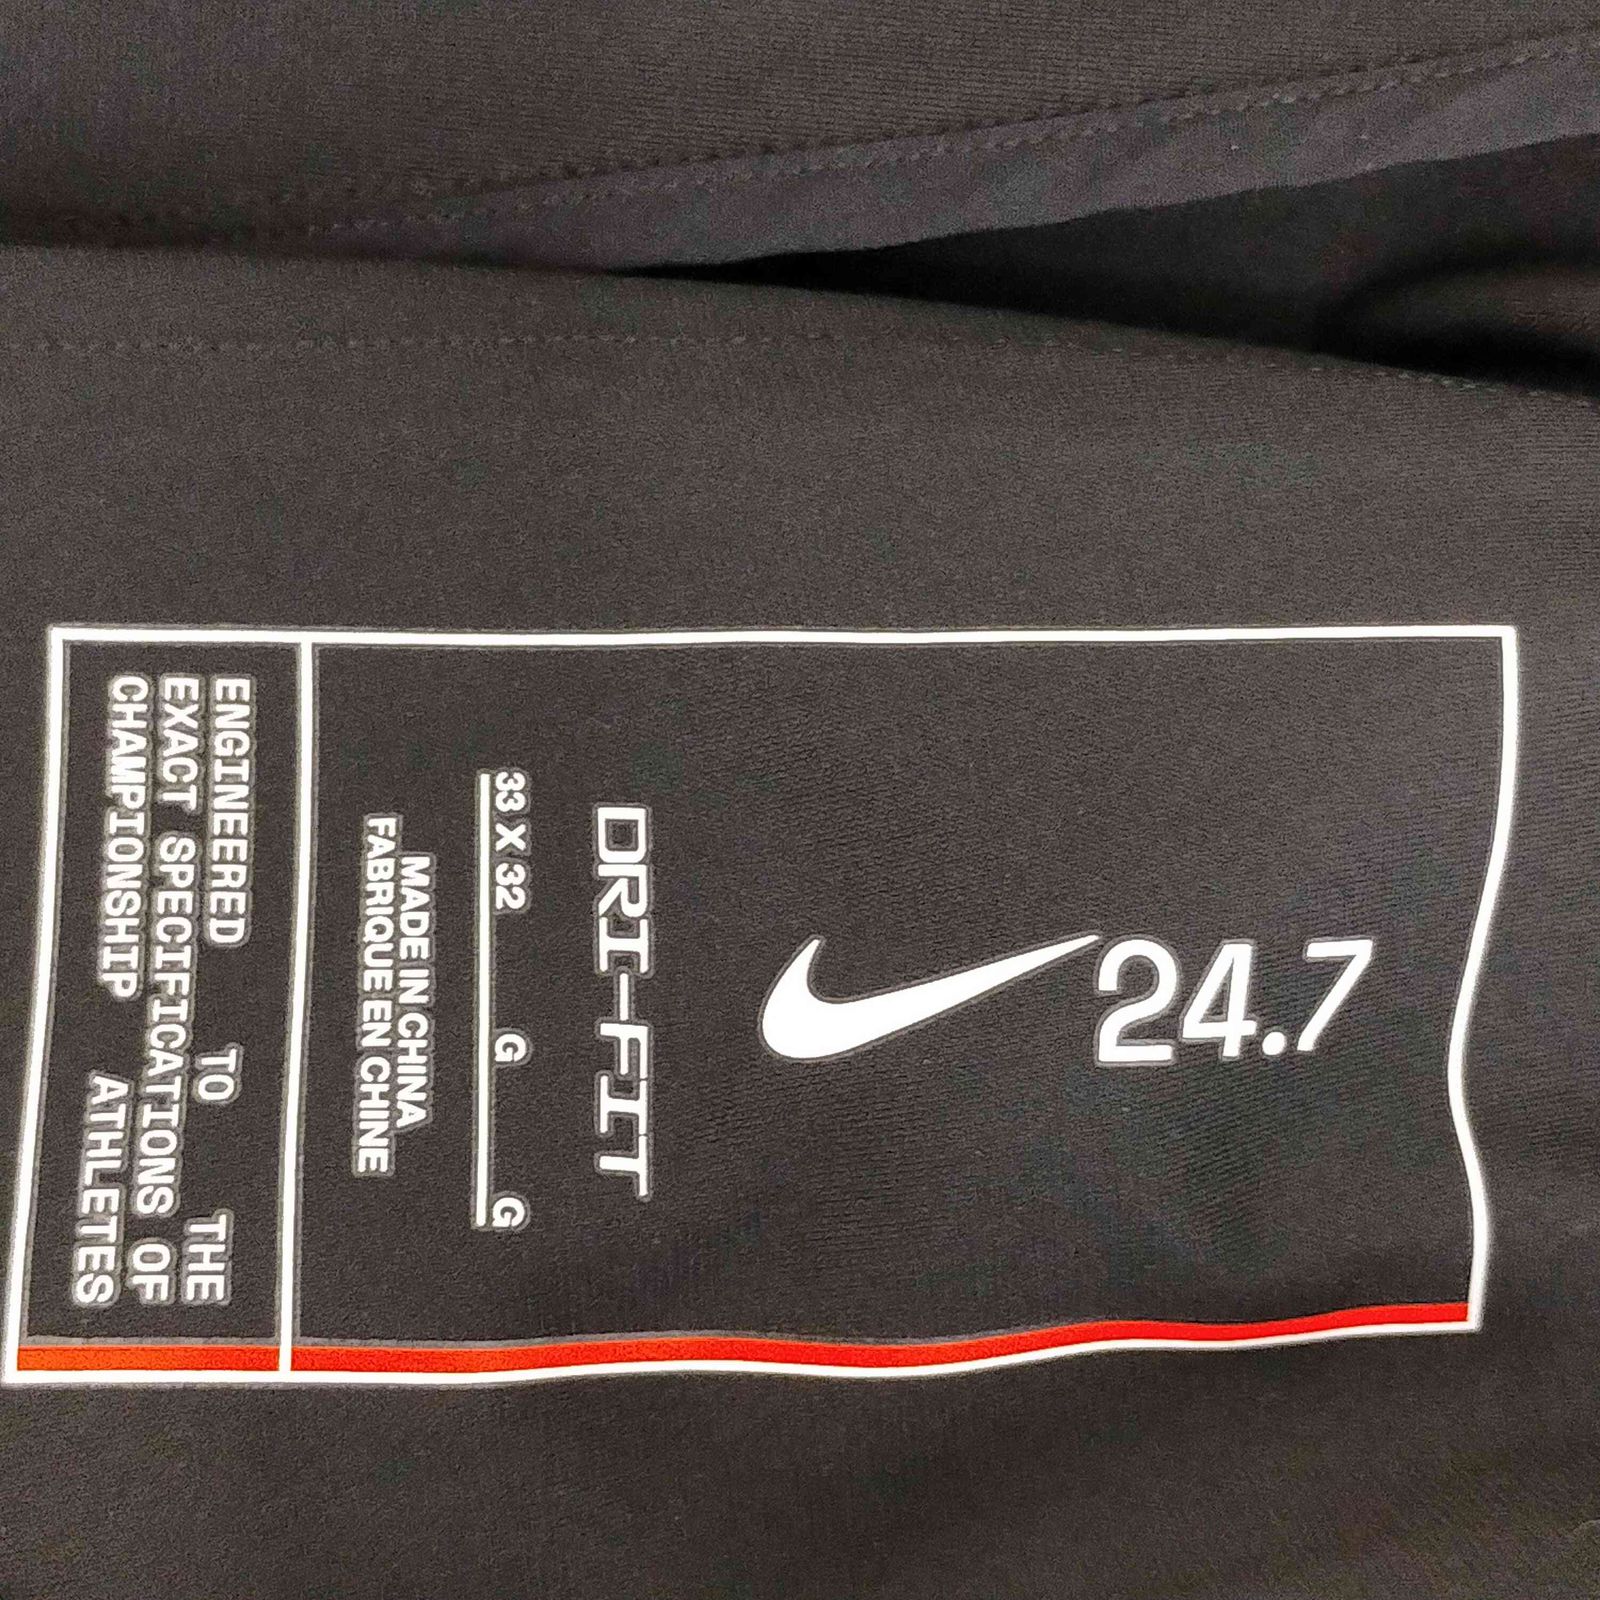 24.7
DRI-FIT
33 X 32 G G
MADE IN CHINA
FABRIQUE EN CHINE
ENGINEERED TO THE
EXACT SPECIFICATIONS OF
CHAMPIONSHIP ATHLETES